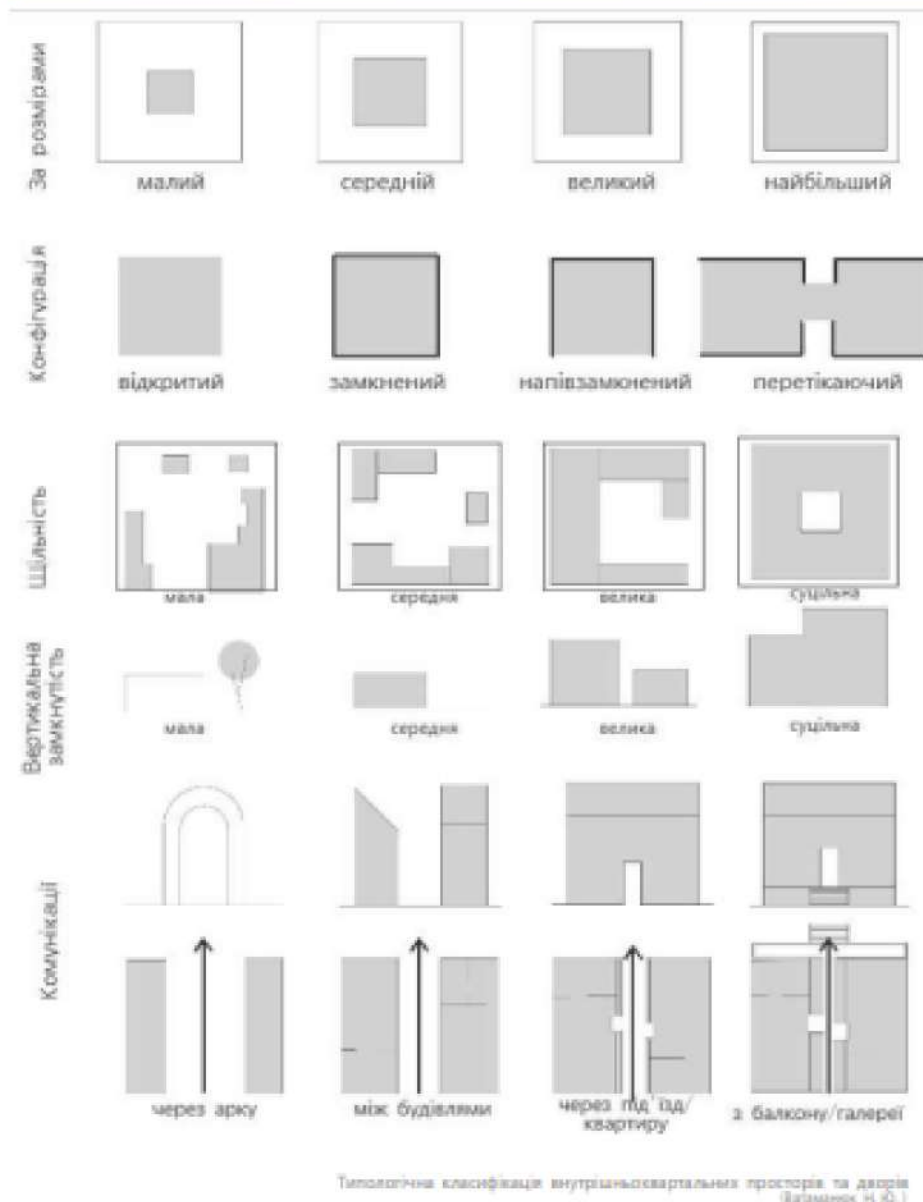 За розмірами
малий середній великий найбільший
Конфігурація
відкритий замкнений напівзамкнений перетікаючий
Щільність
мала середня велика суцільна
Вертикальна
замкнутість
мала середня велика суцільна
Комунікації
через арку між будівлями через під'їзд/ з балкону/галереї
квартиру
Типологічна класифікація внутрішньоквартальних просторів та дворів
Н.Ю.)